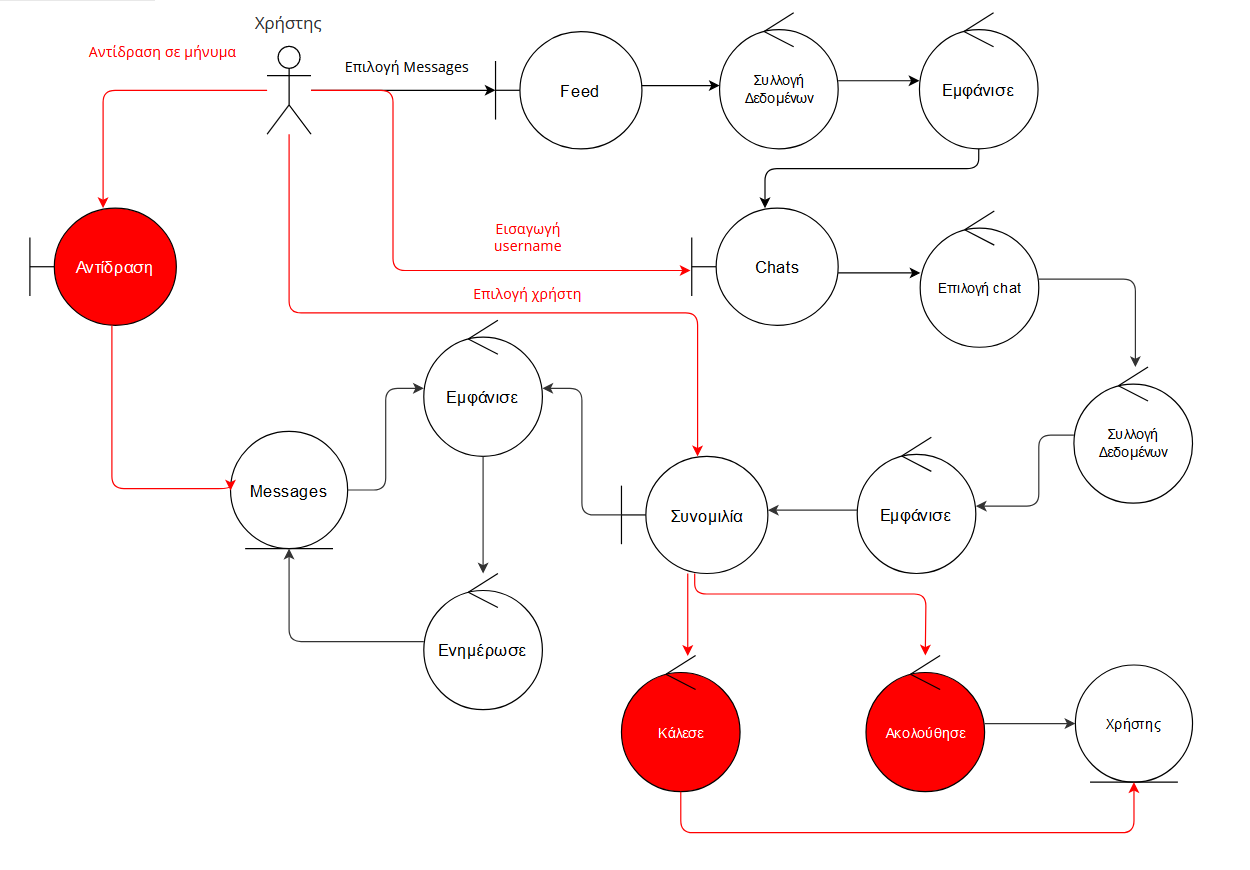 Χρήστης
Αντίδραση σε μήνυμα
Επιλογή Messages
Feed
Συλλογή
Δεδομένων
Εμφάνισε
Εισαγωγή
username
Αντίδραση
Chats
Επιλογή chat
Επιλογή χρήστη
Εμφάνισε
Συλλογή
Δεδομένων
Messages
Συνομιλία
Εμφάνισε
Ενημέρωσε
Κάλεσε
Ακολούθησε
Χρήστης